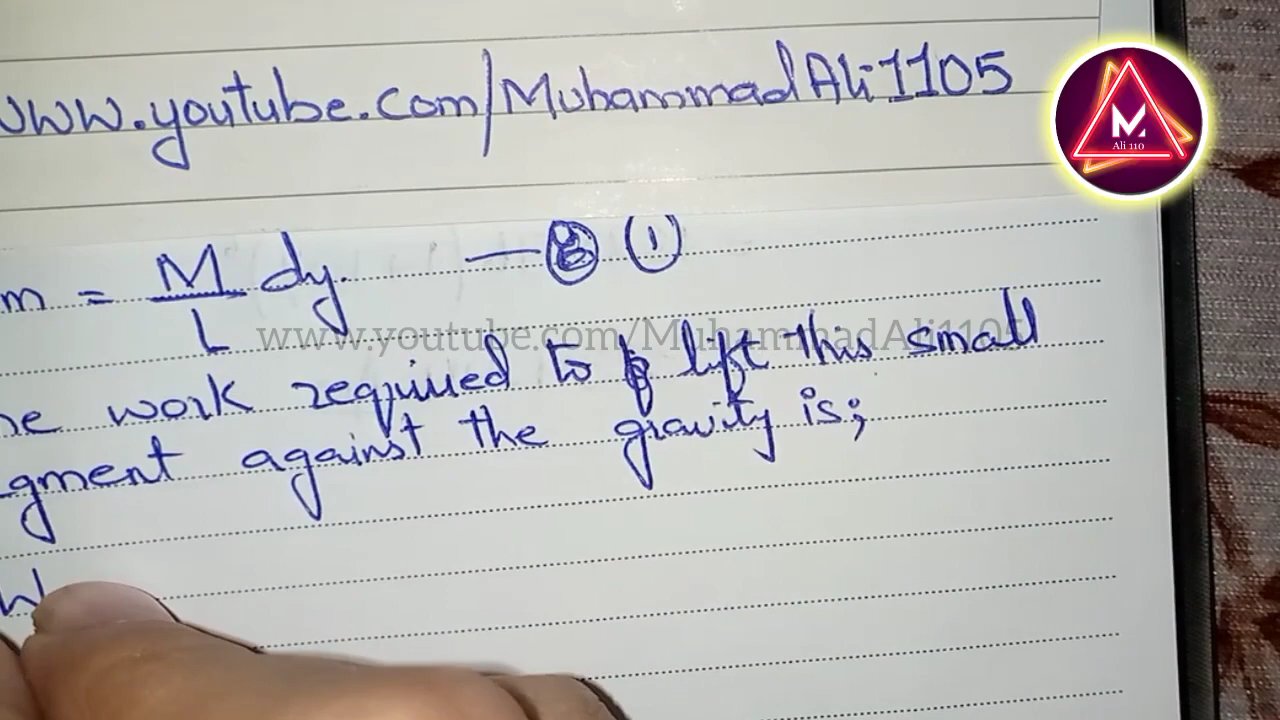 www.youtube.com/MuhammadAli1105
M
Ali 110
m = M/L dy. — ①
www.youtube.com/MuhammadAli1105
he work required to lift this small
gment against the gravity is;
W